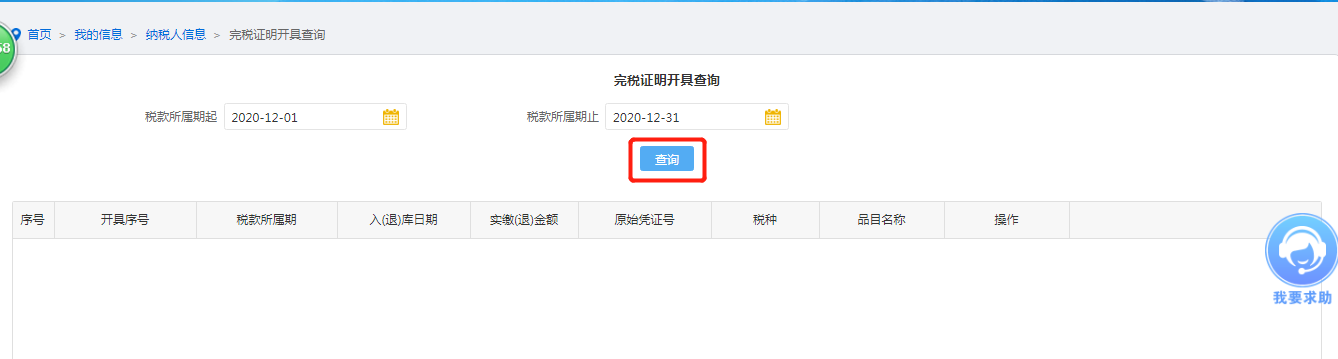 58
首页 > 我的信息 > 纳税人信息 > 完税证明开具查询
完税证明开具查询
税款所属期起 2020-12-01 税款所属期止 2020-12-31
查询
序号 开具序号 税款所属期 入(退)库日期 实缴(退)金额 原始凭证号 税种 品目名称 操作
我要求助